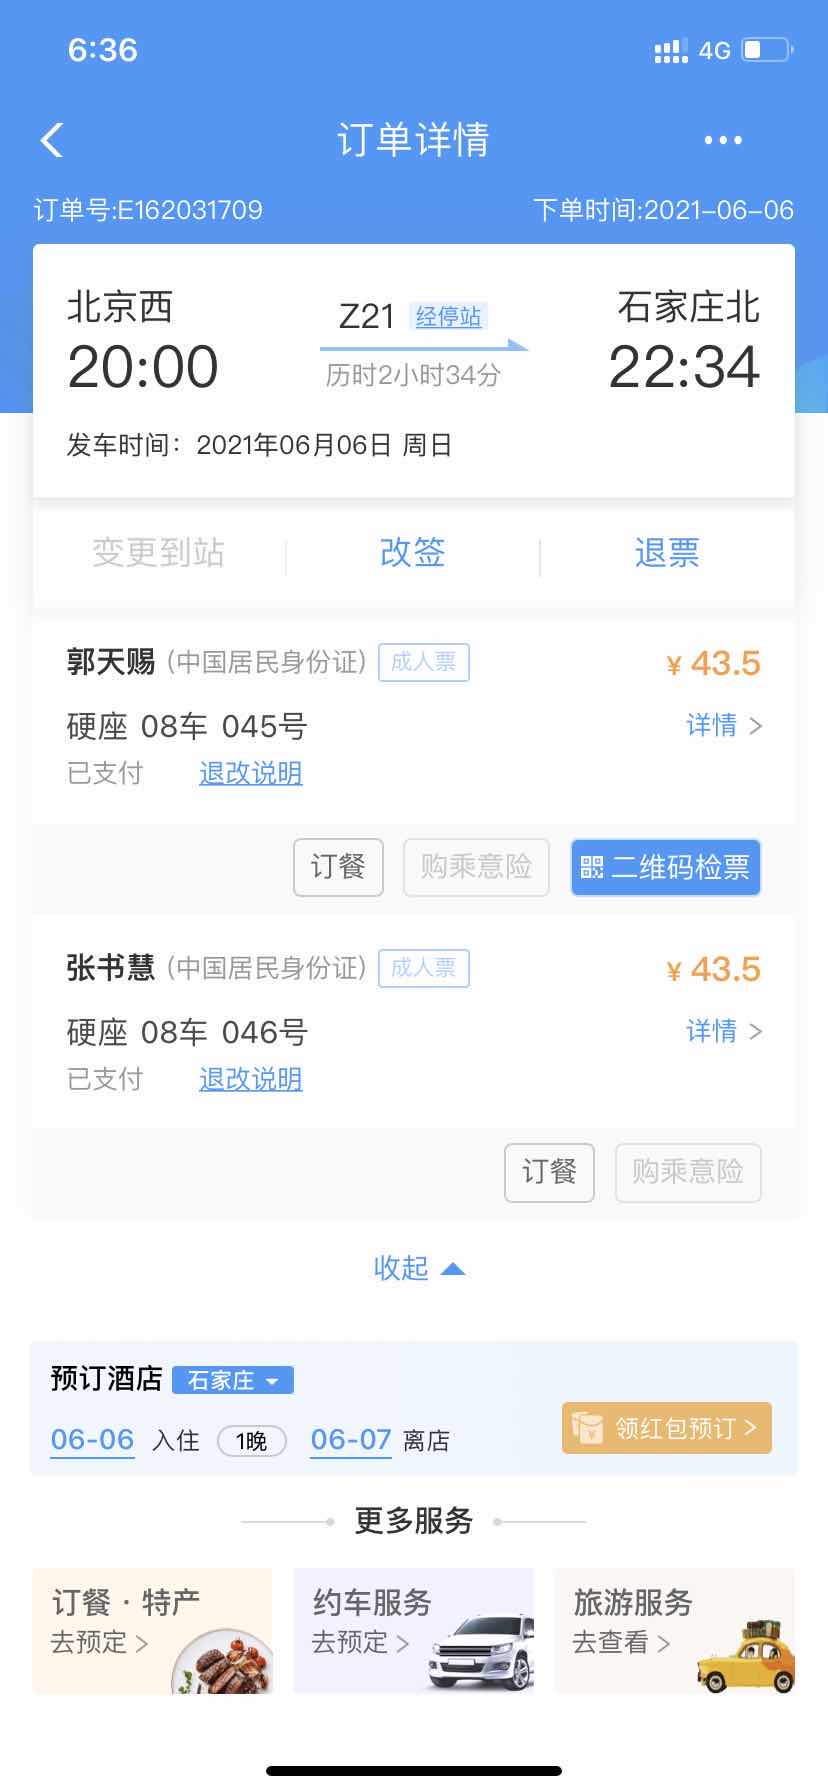 6:36 4G
订单详情
订单号:E162031709 下单时间:2021-06-06
北京西 Z21 经停站 石家庄北
20:00 历时2小时34分 22:34
发车时间：2021年06月06日 周日
变更到站 改签 退票
郭天赐 (中国居民身份证) 成人票 ¥43.5
硬座 08车 045号 详情 >
已支付 退改说明
订餐 购乘意险 二维码检票
张书慧 (中国居民身份证) 成人票 ¥43.5
硬座 08车 046号 详情 >
已支付 退改说明
订餐 购乘意险
收起
预订酒店 石家庄
06-06 入住 1晚 06-07 离店 领红包预订 >
更多服务
订餐·特产 约车服务 旅游服务
去预定 > 去预定 > 去查看 >